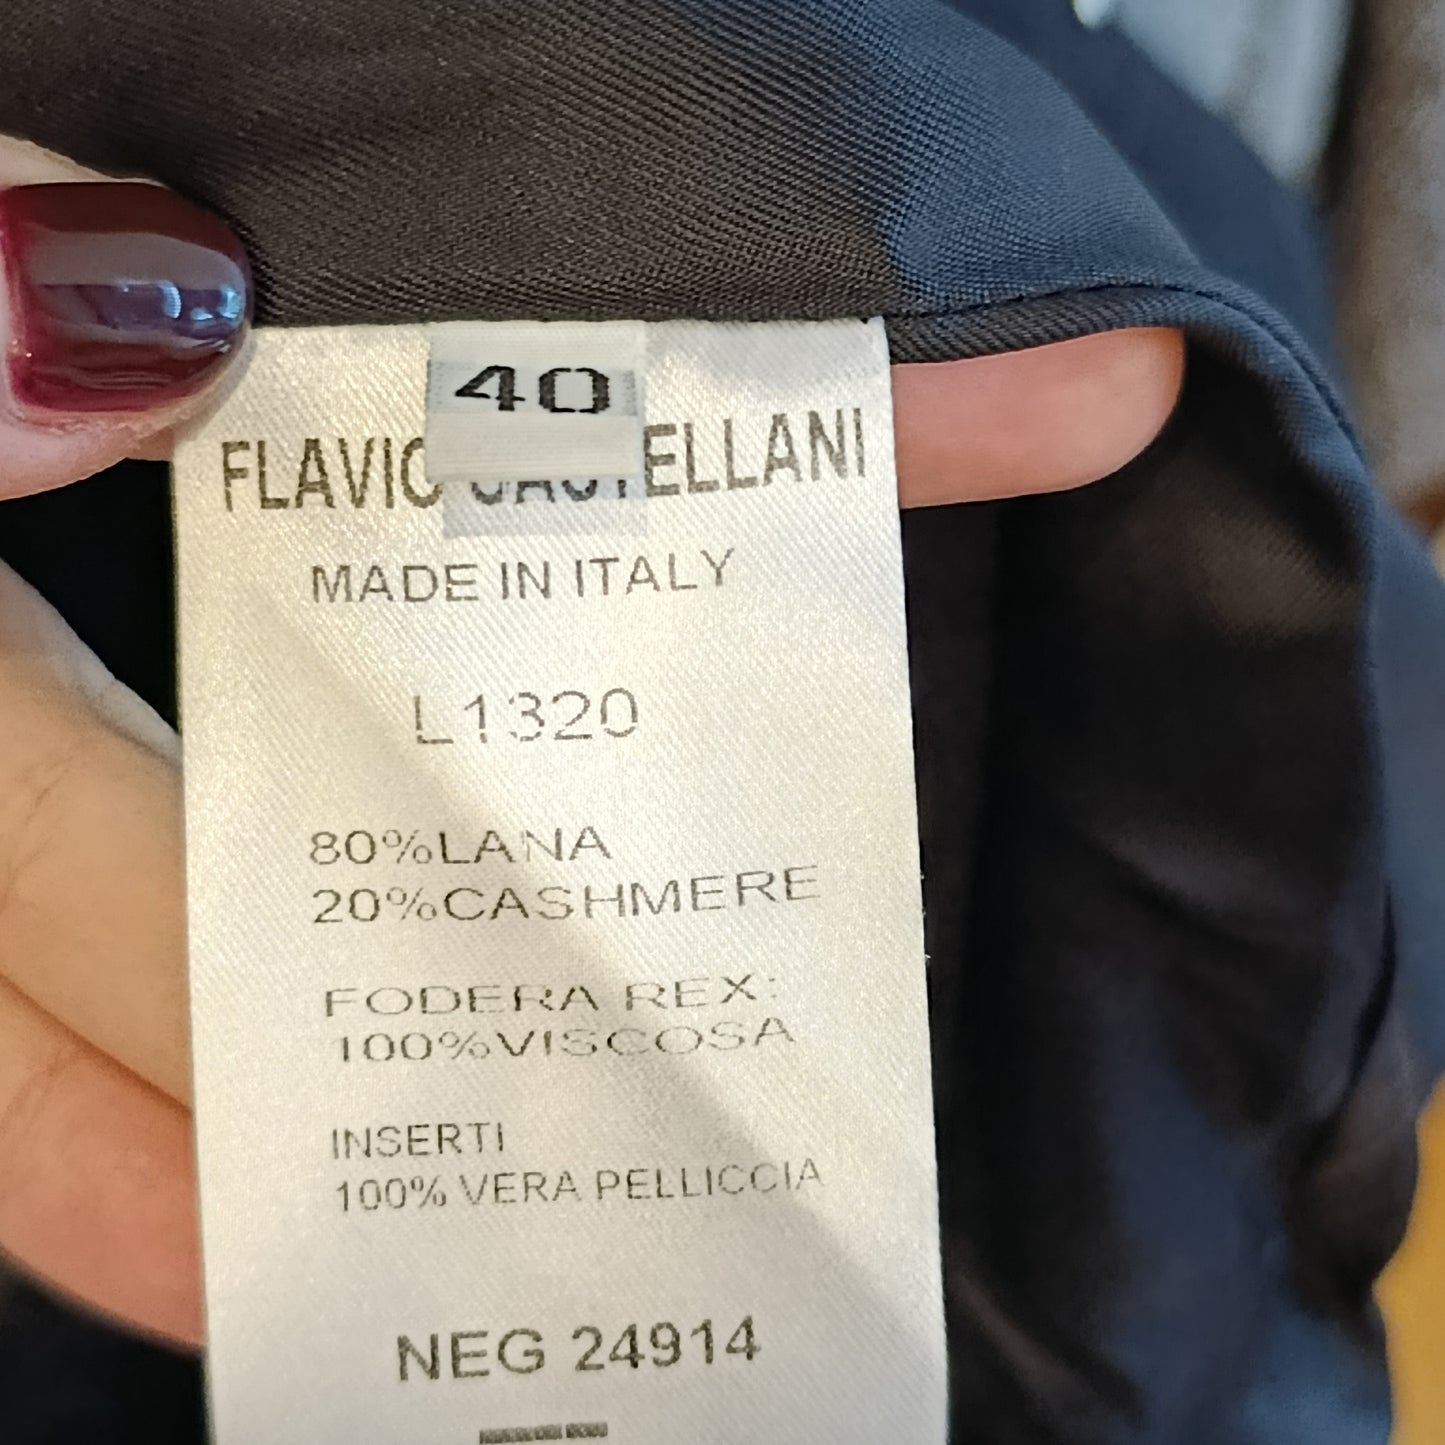 40
FLAVIO CASTELLANI
MADE IN ITALY
L1320
80%LANA
20%CASHMERE
FODERA REX:
100%VISCOSA
INSERTI
100% VERA PELLICCIA
NEG 24914